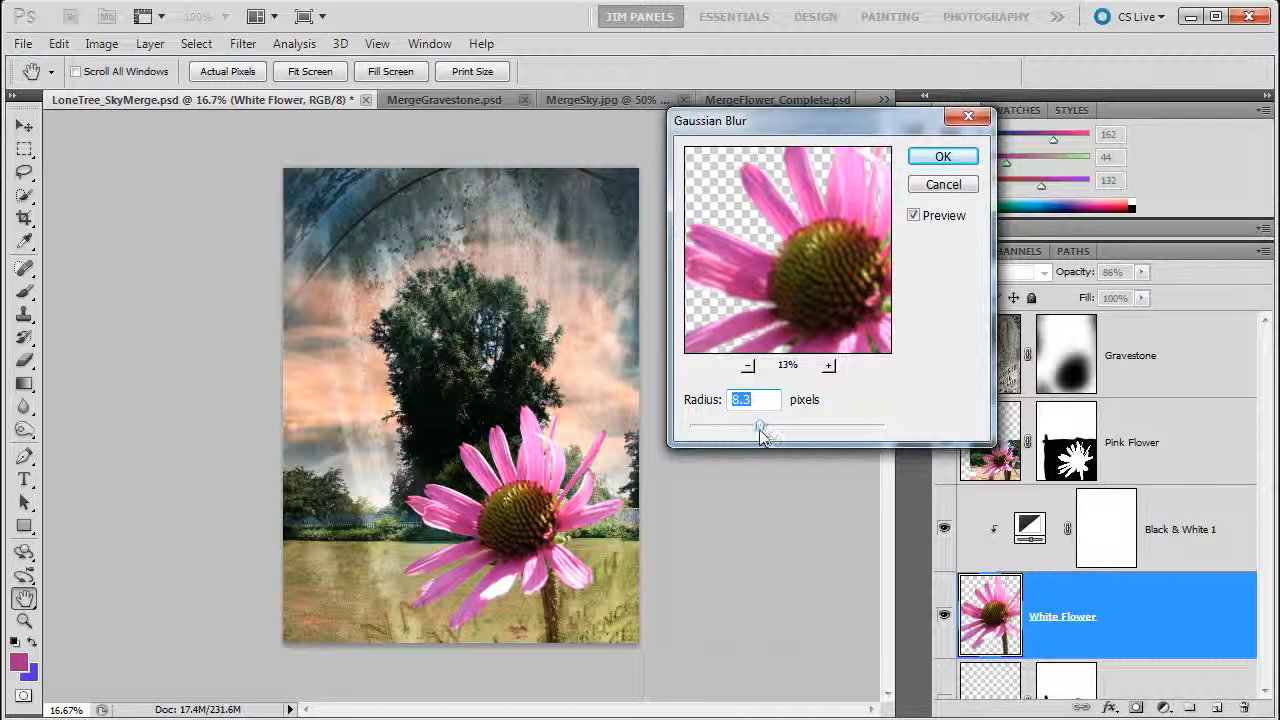 Ps Br Mb 100% JIM PANELS ESSENTIALS DESIGN PAINTING PHOTOGRAPHY CS Live
File Edit Image Layer Select Filter Analysis 3D View Window Help
Scroll All Windows Actual Pixels Fit Screen Fill Screen Print Size
LoneTree_SkyMerge.psd @ 16.7% (White Flower, RGB/8) * MergeGravestone.psd MergeSky.jpg @ 50% ... MergeFlower_Complete.psd
WATCHES STYLES
Gaussian Blur
162
44
132
OK
Cancel
Preview
13%
Radius: 8.3 pixels
HANNELS PATHS
Opacity: 86%
Fill: 100%
Gravestone
Pink Flower
Black & White 1
White Flower
16.67% Doc: 17.4M/231.6M